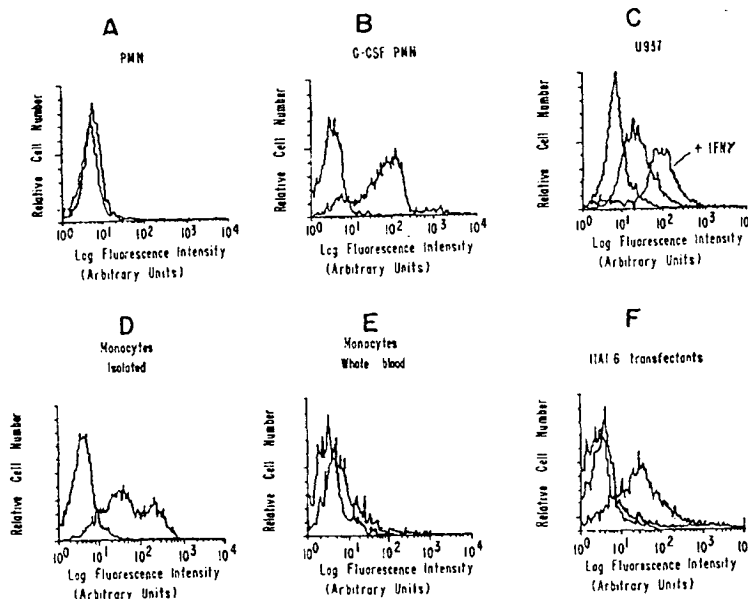 A
PMN
Relative Cell Number
10⁰ 10¹ 10² 10³ 10⁴
Log Fluorescence Intensity
(Arbitrary Units)
B
G-CSF PMN
Relative Cell Number
10⁰ 10¹ 10² 10³ 10⁴
Log Fluorescence Intensity
(Arbitrary Units)
C
U937
+ IFNγ
Relative Cell Number
10⁰ 10¹ 10² 10³
Log Fluorescence Intensity
(Arbitrary Units)
D
Monocytes
Isolated
Relative Cell Number
10⁰ 10¹ 10² 10³ 10⁴
Log Fluorescence Intensity
(Arbitrary Units)
E
Monocytes
Whole blood
Relative Cell Number
10⁰ 10¹ 10² 10³ 10⁴
Log Fluorescence Intensity
(Arbitrary Units)
F
transfectants
Relative Cell Number
10⁰ 10¹ 10² 10³
Log Fluorescence Intensity
(Arbitrary Units)